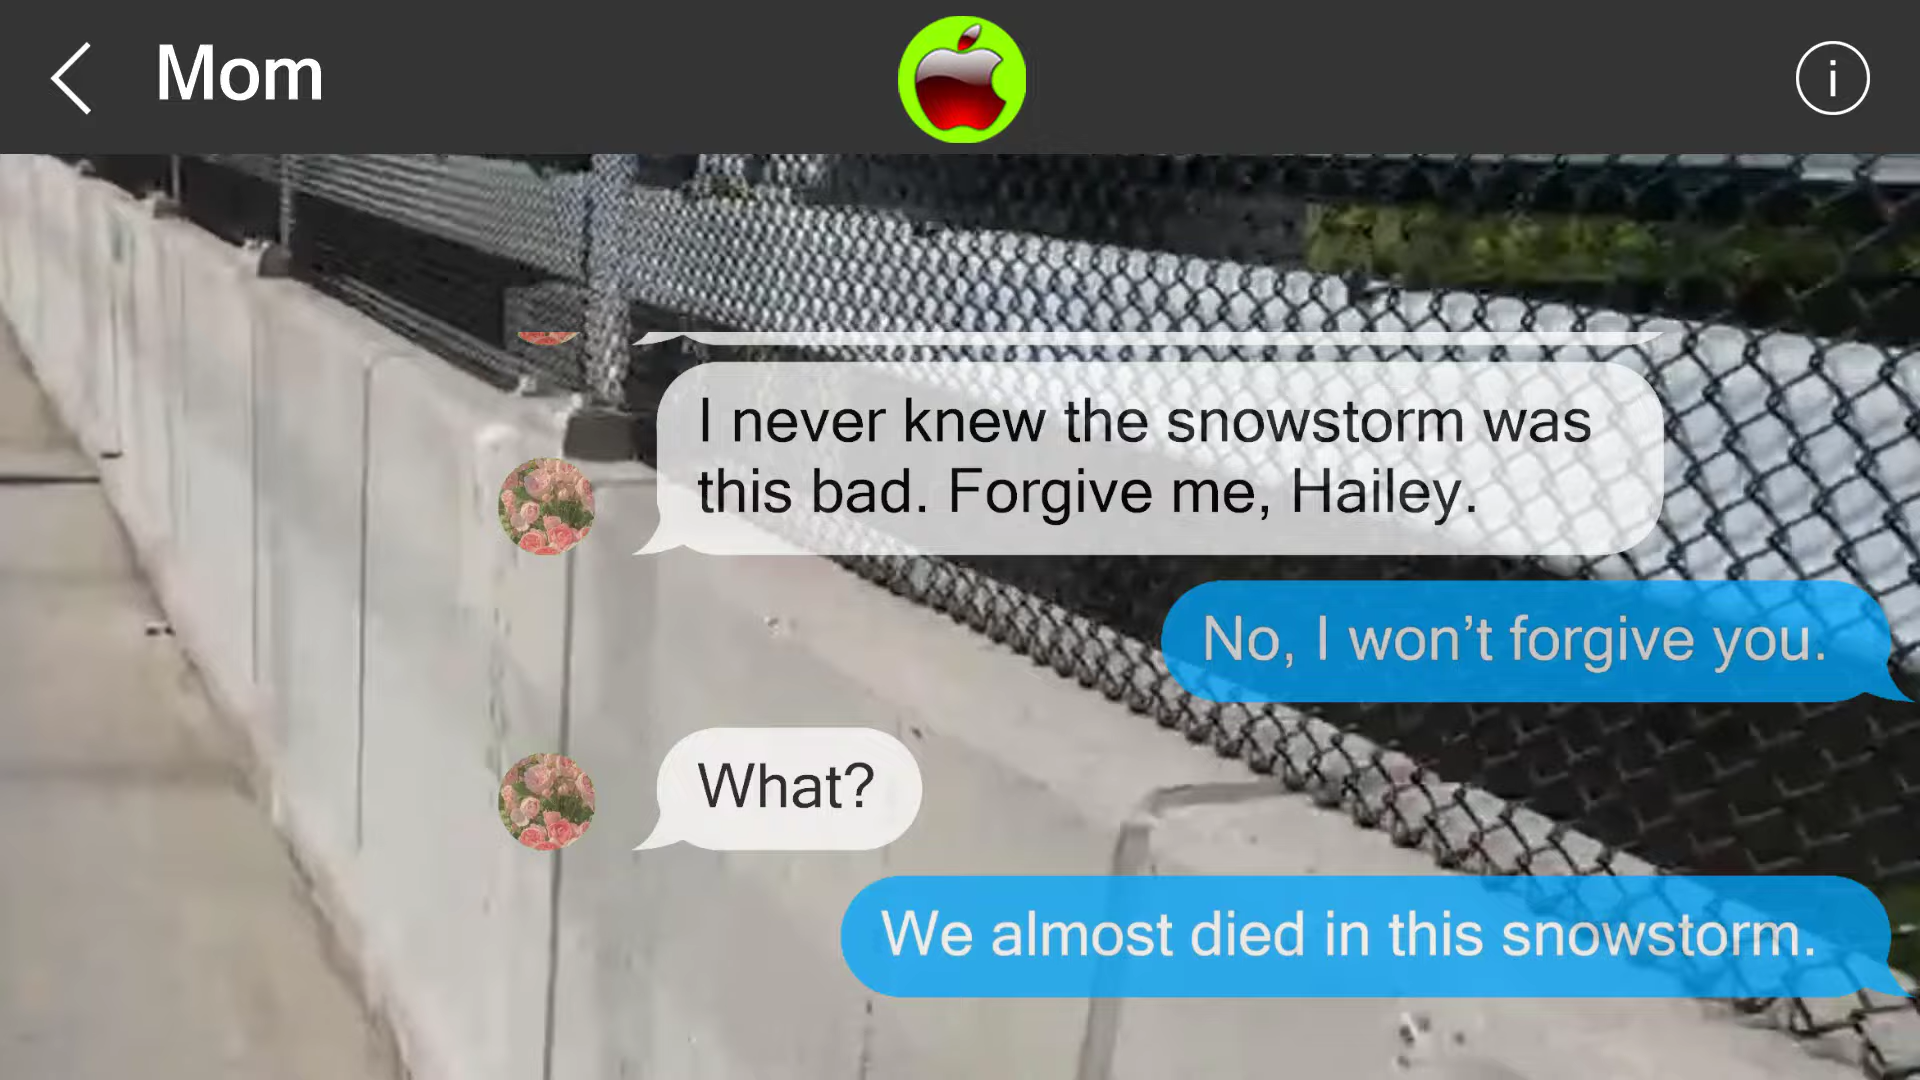 Mom
i
I never knew the snowstorm was
this bad. Forgive me, Hailey.
No, I won’t forgive you.
What?
We almost died in this snowstorm.